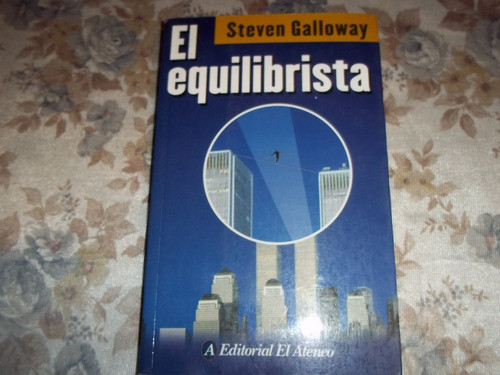 Steven Galloway
El
equilibrista
A Editorial El Ateneo